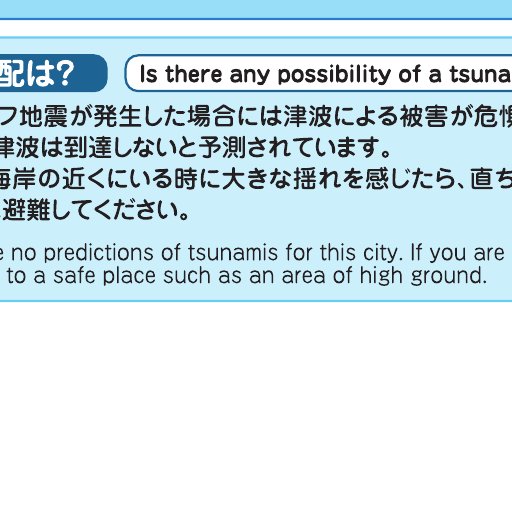 配は?
Is there any possibility of a tsuna
フ地震が発生した場合には津波による被害が危惧
津波は到達しないと予測されています。
海岸の近くにいる時に大きな揺れを感じたら、直ち
避難してください。
e no predictions of tsunamis for this city. If you are
to a safe place such as an area of high ground.